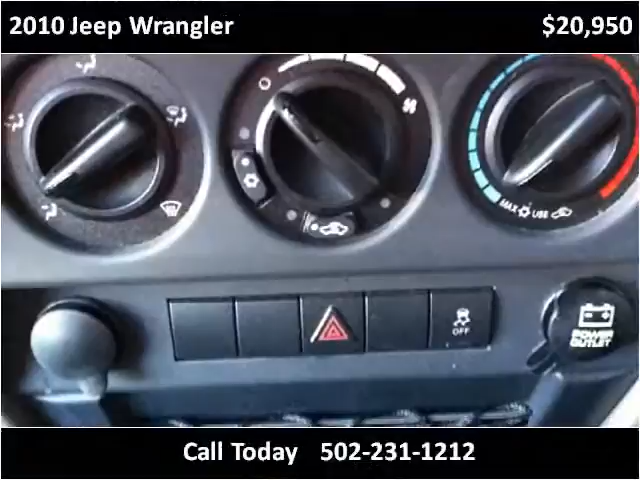 2010 Jeep Wrangler $20,950
MAX USE
OFF
POWER
OUTLET
Call Today 502-231-1212